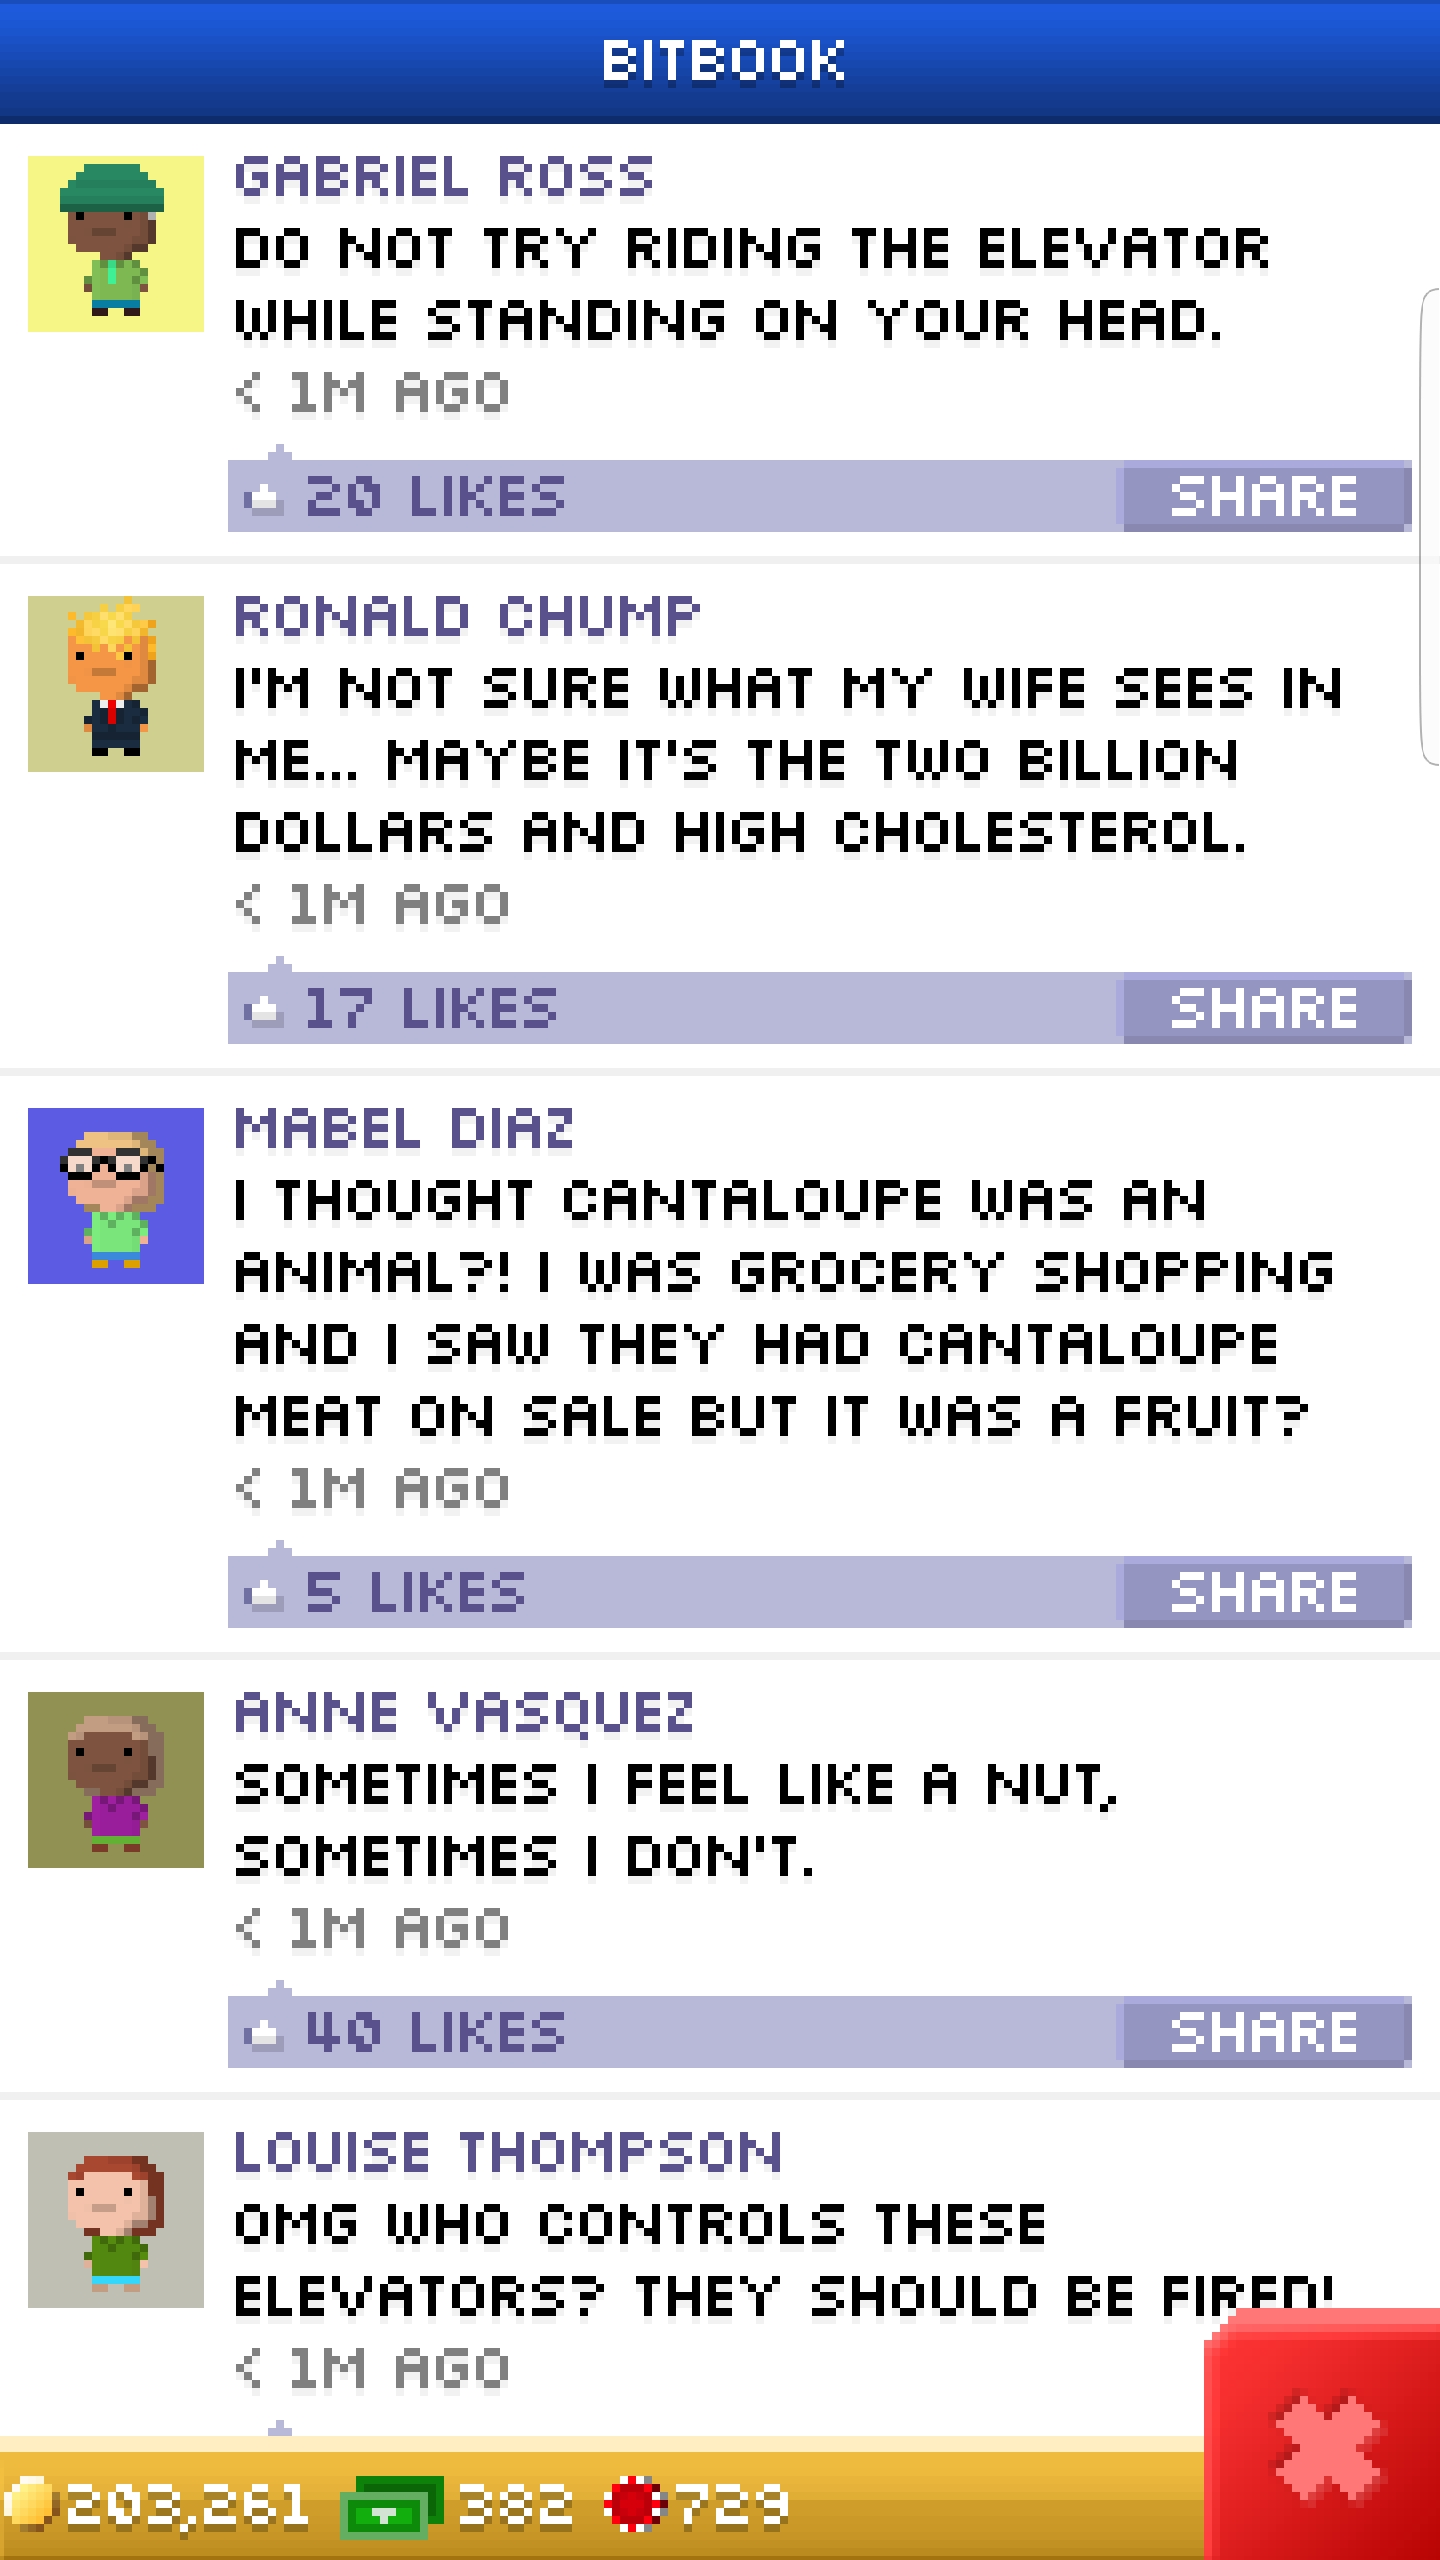 BITBOOK
GABRIEL ROSS
DO NOT TRY RIDING THE ELEVATOR
WHILE STANDING ON YOUR HEAD.
< 1M AGO
20 LIKES SHARE
RONALD CHUMP
I'M NOT SURE WHAT MY WIFE SEES IN
ME... MAYBE IT'S THE TWO BILLION
DOLLARS AND HIGH CHOLESTEROL.
< 1M AGO
17 LIKES SHARE
MABEL DIAZ
I THOUGHT CANTALOUPE WAS AN
ANIMAL?! I WAS GROCERY SHOPPING
AND I SAW THEY HAD CANTALOUPE
MEAT ON SALE BUT IT WAS A FRUIT?
< 1M AGO
5 LIKES SHARE
ANNE VASQUEZ
SOMETIMES I FEEL LIKE A NUT,
SOMETIMES I DON'T.
< 1M AGO
40 LIKES SHARE
LOUISE THOMPSON
OMG WHO CONTROLS THESE
ELEVATORS? THEY SHOULD BE FIRED!
< 1M AGO
203,261 382 729